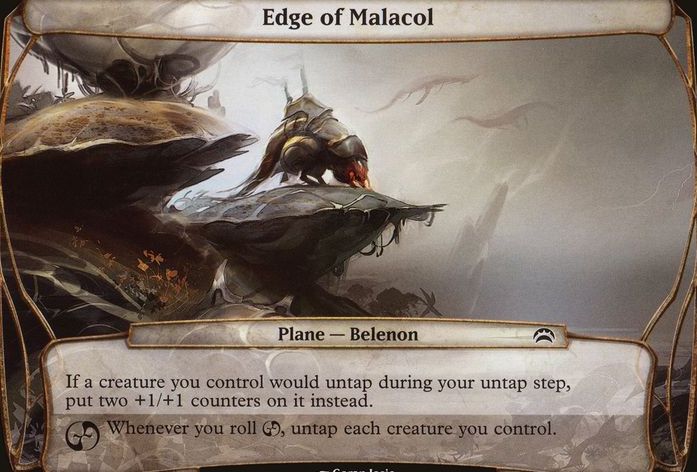 Edge of Malacol
Plane — Belenon
If a creature you control would untap during your untap step,
put two +1/+1 counters on it instead.
Whenever you roll , untap each creature you control.